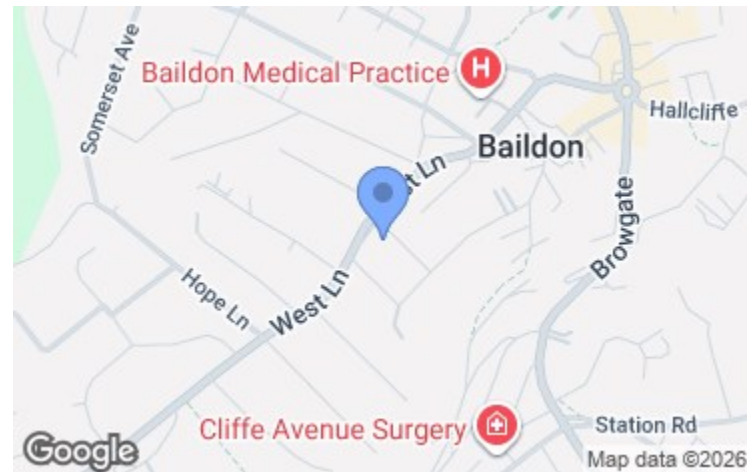 Somerset Ave
Baildon Medical Practice
H
Hallcliffe
Baildon
West Ln
Browgate
Hope Ln
West Ln
Cliffe Avenue Surgery
Station Rd
Google
Map data ©2026